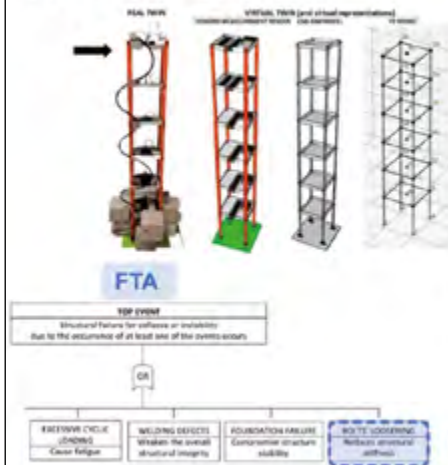 REAL TWIN
VIRTUAL TWIN (and virtual representations)
FE MODEL
FTA
TOP EVENT
Structural failure for collapse or instability
due to the occurrence of at least one of the events occurs
OR
EXCESSIVE CYCLIC
LOADING
Cause fatigue
WELDING DEFECTS
Weaken the overall
structural integrity
FOUNDATION FAILURE
Compromise structure
stability
BOLTS LOOSENING
Reduces structural
stiffness